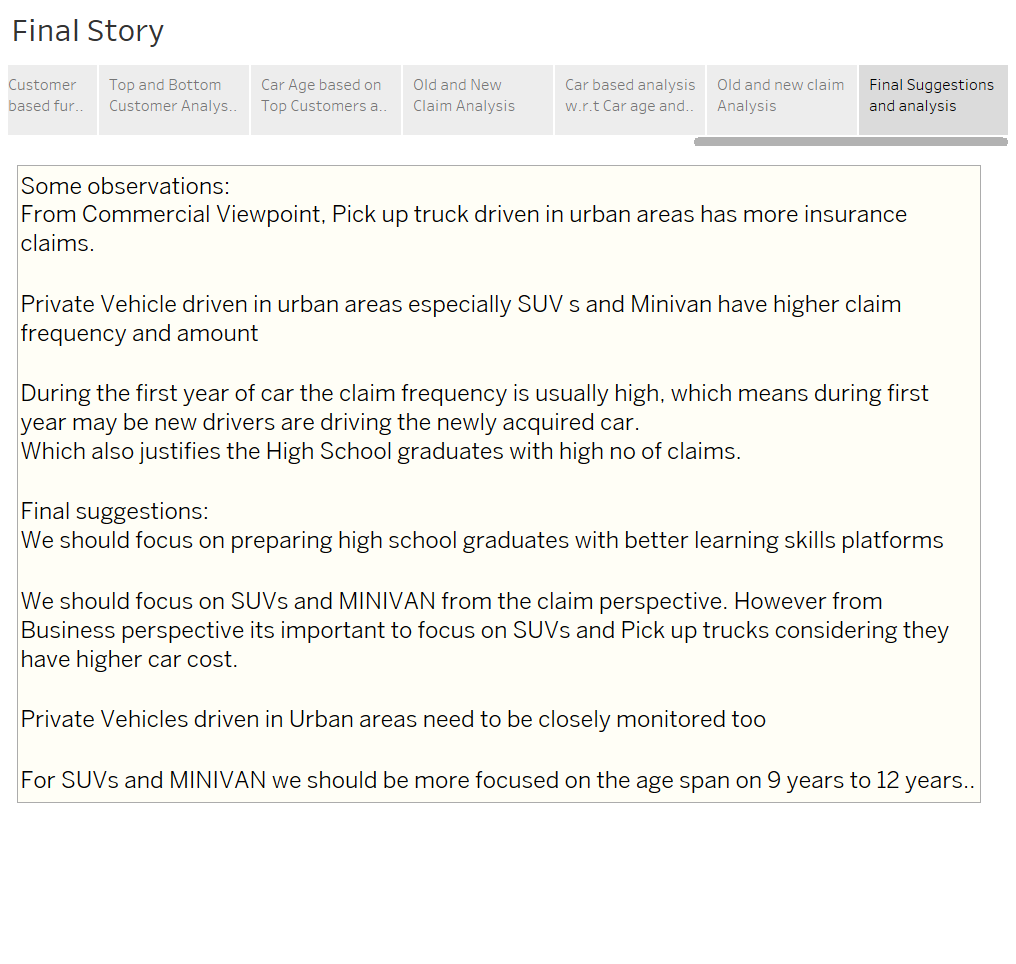 Final Story
Customer
based fur..
Top and Bottom
Customer Analys..
Car Age based on
Top Customers a..
Old and New
Claim Analysis
Car based analysis
w.r.t Car age and..
Old and new claim
Analysis
Final Suggestions
and analysis
Some observations:
From Commercial Viewpoint, Pick up truck driven in urban areas has more insurance
claims.
Private Vehicle driven in urban areas especially SUV s and Minivan have higher claim
frequency and amount
During the first year of car the claim frequency is usually high, which means during first
year may be new drivers are driving the newly acquired car.
Which also justifies the High School graduates with high no of claims.
Final suggestions:
We should focus on preparing high school graduates with better learning skills platforms
We should focus on SUVs and MINIVAN from the claim perspective. However from
Business perspective its important to focus on SUVs and Pick up trucks considering they
have higher car cost.
Private Vehicles driven in Urban areas need to be closely monitored too
For SUVs and MINIVAN we should be more focused on the age span on 9 years to 12 years..